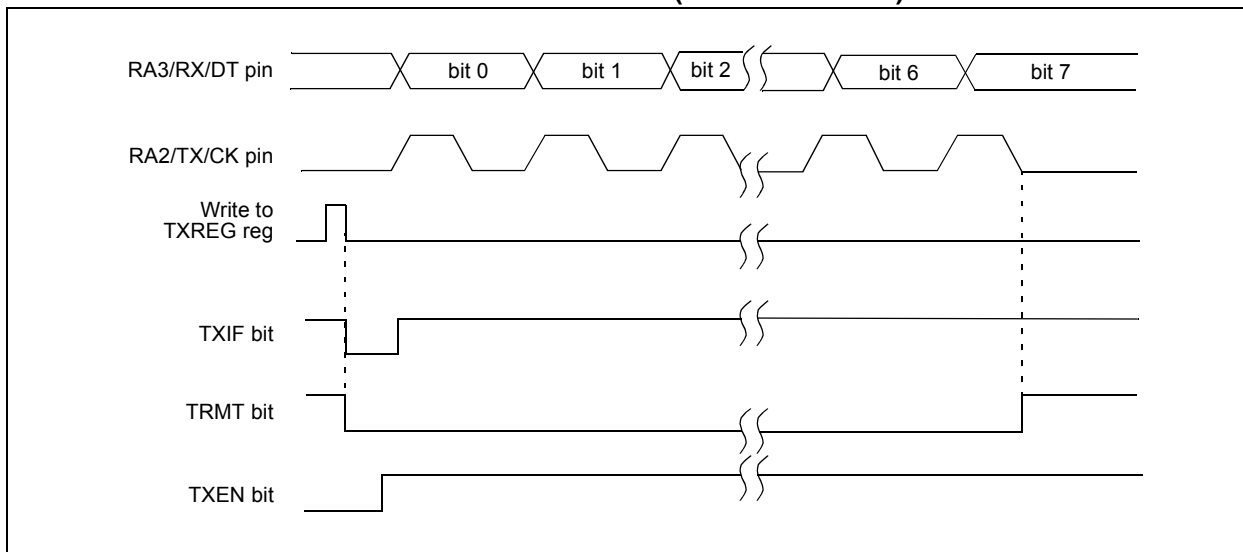 RA3/RX/DT pin
bit 0 bit 1 bit 2 bit 6 bit 7
RA2/TX/CK pin
Write to
TXREG reg
TXIF bit
TRMT bit
TXEN bit